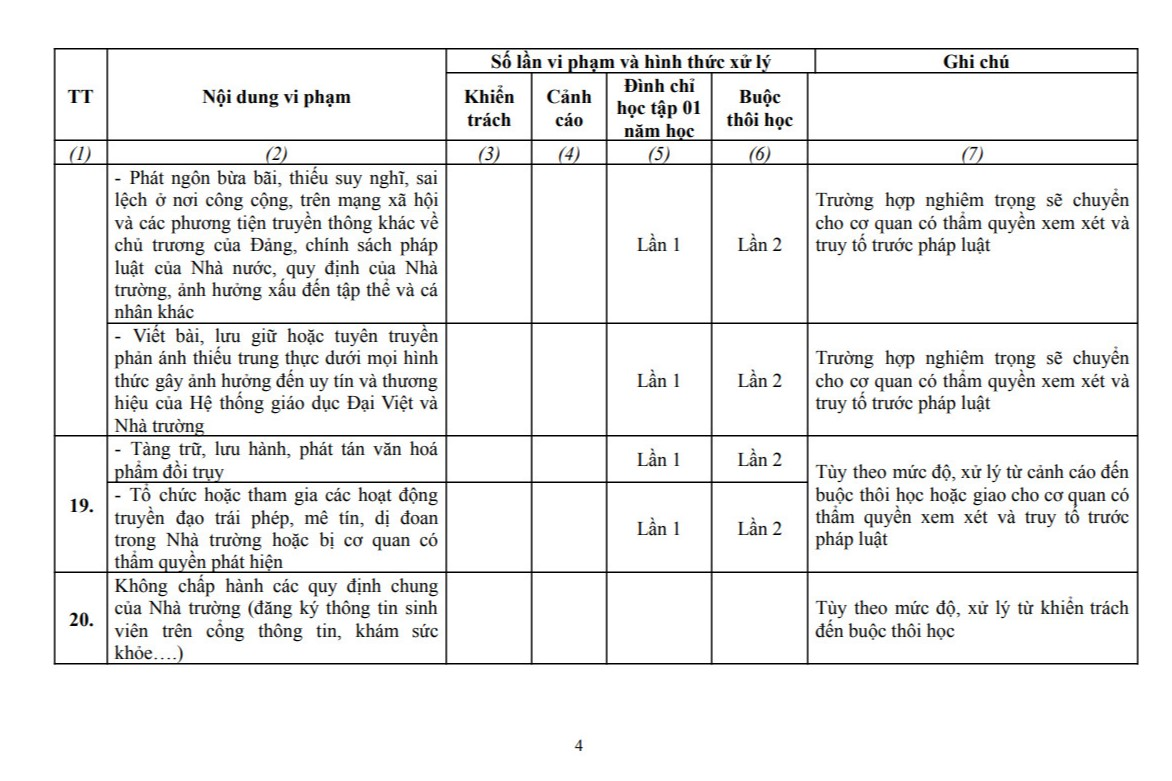 TT
Nội dung vi phạm
Số lần vi phạm và hình thức xử lý
Ghi chú
Khiển
trách
Cảnh
cáo
Đình chỉ
học tập 01
năm học
Buộc
thôi học
(1)
(2)
(3)
(4)
(5)
(6)
(7)
- Phát ngôn bừa bãi, thiếu suy nghĩ, sai
lệch ở nơi công cộng, trên mạng xã hội
và các phương tiện truyền thông khác về
chủ trương của Đảng, chính sách pháp
luật của Nhà nước, quy định của Nhà
trường, ảnh hưởng xấu đến tập thể và cá
nhân khác
Lần 1
Lần 2
Trường hợp nghiêm trọng sẽ chuyển
cho cơ quan có thẩm quyền xem xét và
truy tố trước pháp luật
- Viết bài, lưu giữ hoặc tuyên truyền
phản ánh thiếu trung thực dưới mọi hình
thức gây ảnh hưởng đến uy tín và thương
hiệu của Hệ thống giáo dục Đại Việt và
Nhà trường
Lần 1
Lần 2
Trường hợp nghiêm trọng sẽ chuyển
cho cơ quan có thẩm quyền xem xét và
truy tố trước pháp luật
19.
- Tàng trữ, lưu hành, phát tán văn hoá
phẩm đồi trụy
Lần 1
Lần 2
- Tổ chức hoặc tham gia các hoạt động
truyền đạo trái phép, mê tín, dị đoan
trong Nhà trường hoặc bị cơ quan có
thẩm quyền phát hiện
Lần 1
Lần 2
Tùy theo mức độ, xử lý từ cảnh cáo đến
buộc thôi học hoặc giao cho cơ quan có
thẩm quyền xem xét và truy tố trước
pháp luật
20.
Không chấp hành các quy định chung
của Nhà trường (đăng ký thông tin sinh
viên trên cổng thông tin, khám sức
khỏe….)
Tùy theo mức độ, xử lý từ khiển trách
đến buộc thôi học
4